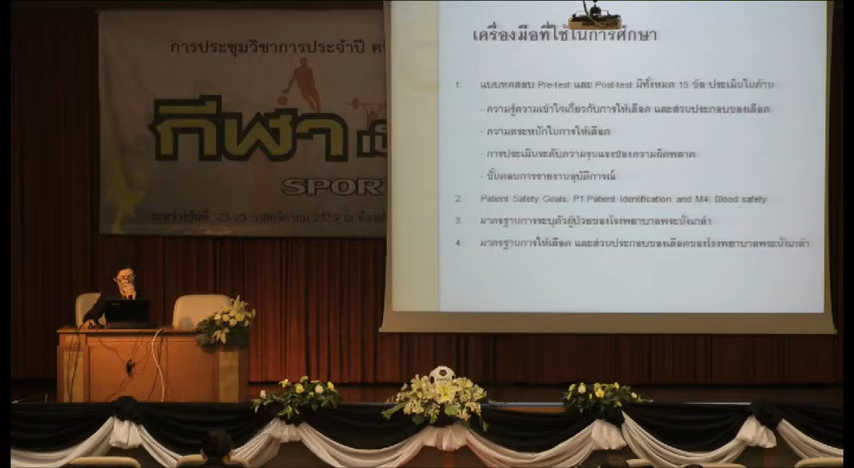 การประชุมวิชาการประจำปี
กีฬา
SPOR
เครื่องมือที่ใช้ในการศึกษา
1. แบบทดสอบ Pre-test และ Post-test มีทั้งหมด 15 ข้อ ประเมินในด้าน
- ความรู้ความเข้าใจเกี่ยวกับการให้เลือด และส่วนประกอบของเลือด
- ความตระหนักในการให้เลือด
- การประเมินระดับความรุนแรงของความผิดพลาด
- ขั้นตอนการรายงานอุบัติการณ์
2. Patient Safety Goals: P1:Patient Identification and M4: Blood safety
3. มาตรฐานการระบุตัวผู้ป่วยของโรงพยาบาลพระนั่งเกล้า
4. มาตรฐานการให้เลือด และส่วนประกอบของเลือดของโรงพยาบาลพระนั่งเกล้า